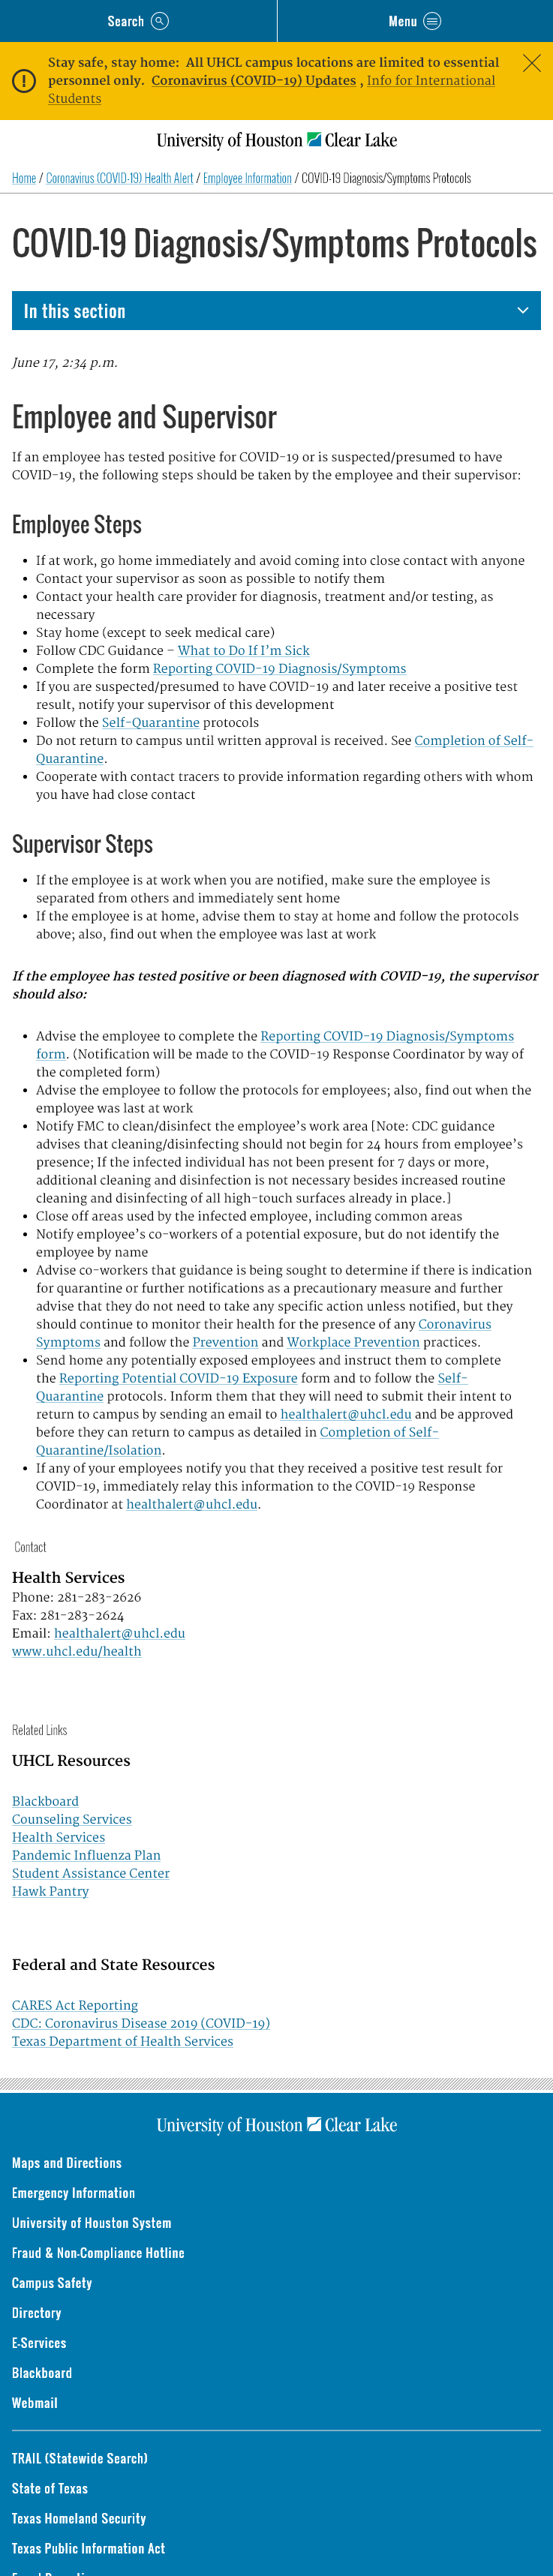 Search
Menu
Stay safe, stay home:  All UHCL campus locations are limited to essential
personnel only.  Coronavirus (COVID-19) Updates , Info for International
Students
University of Houston Clear Lake
Home / Coronavirus (COVID-19) Health Alert / Employee Information / COVID-19 Diagnosis/Symptoms Protocols
COVID-19 Diagnosis/Symptoms Protocols
In this section
June 17, 2:34 p.m.
Employee and Supervisor
If an employee has tested positive for COVID-19 or is suspected/presumed to have
COVID-19, the following steps should be taken by the employee and their supervisor:
Employee Steps
• If at work, go home immediately and avoid coming into close contact with anyone
• Contact your supervisor as soon as possible to notify them
• Contact your health care provider for diagnosis, treatment and/or testing, as
necessary
• Stay home (except to seek medical care)
• Follow CDC Guidance – What to Do If I’m Sick
• Complete the form Reporting COVID-19 Diagnosis/Symptoms
• If you are suspected/presumed to have COVID-19 and later receive a positive test
result, notify your supervisor of this development
• Follow the Self-Quarantine protocols
• Do not return to campus until written approval is received. See Completion of Self-
Quarantine.
• Cooperate with contact tracers to provide information regarding others with whom
you have had close contact
Supervisor Steps
• If the employee is at work when you are notified, make sure the employee is
separated from others and immediately sent home
• If the employee is at home, advise them to stay at home and follow the protocols
above; also, find out when the employee was last at work
If the employee has tested positive or been diagnosed with COVID-19, the supervisor
should also:
• Advise the employee to complete the Reporting COVID-19 Diagnosis/Symptoms
form. (Notification will be made to the COVID-19 Response Coordinator by way of
the completed form)
• Advise the employee to follow the protocols for employees; also, find out when the
employee was last at work
• Notify FMC to clean/disinfect the employee’s work area [Note: CDC guidance
advises that cleaning/disinfecting should not begin for 24 hours from employee’s
presence; If the infected individual has not been present for 7 days or more,
additional cleaning and disinfection is not necessary besides increased routine
cleaning and disinfecting of all high-touch surfaces already in place.]
• Close off areas used by the infected employee, including common areas
• Notify employee’s co-workers of a potential exposure, but do not identify the
employee by name
• Advise co-workers that guidance is being sought to determine if there is indication
for quarantine or further notifications as a precautionary measure and further
advise that they do not need to take any specific action unless notified, but they
should continue to monitor their health for the presence of any Coronavirus
Symptoms and follow the Prevention and Workplace Prevention practices.
• Send home any potentially exposed employees and instruct them to complete
the Reporting Potential COVID-19 Exposure form and to follow the Self-
Quarantine protocols. Inform them that they will need to submit their intent to
return to campus by sending an email to healthalert@uhcl.edu and be approved
before they can return to campus as detailed in Completion of Self-
Quarantine/Isolation.
• If any of your employees notify you that they received a positive test result for
COVID-19, immediately relay this information to the COVID-19 Response
Coordinator at healthalert@uhcl.edu.
Contact
Health Services
Phone: 281-283-2626
Fax: 281-283-2624
Email: healthalert@uhcl.edu
www.uhcl.edu/health
Related Links
UHCL Resources
Blackboard
Counseling Services
Health Services
Pandemic Influenza Plan
Student Assistance Center
Hawk Pantry
Federal and State Resources
CARES Act Reporting
CDC: Coronavirus Disease 2019 (COVID-19)
Texas Department of Health Services
University of Houston Clear Lake
Maps and Directions
Emergency Information
University of Houston System
Fraud & Non-Compliance Hotline
Campus Safety
Directory
E-Services
Blackboard
Webmail
TRAIL (Statewide Search)
State of Texas
Texas Homeland Security
Texas Public Information Act